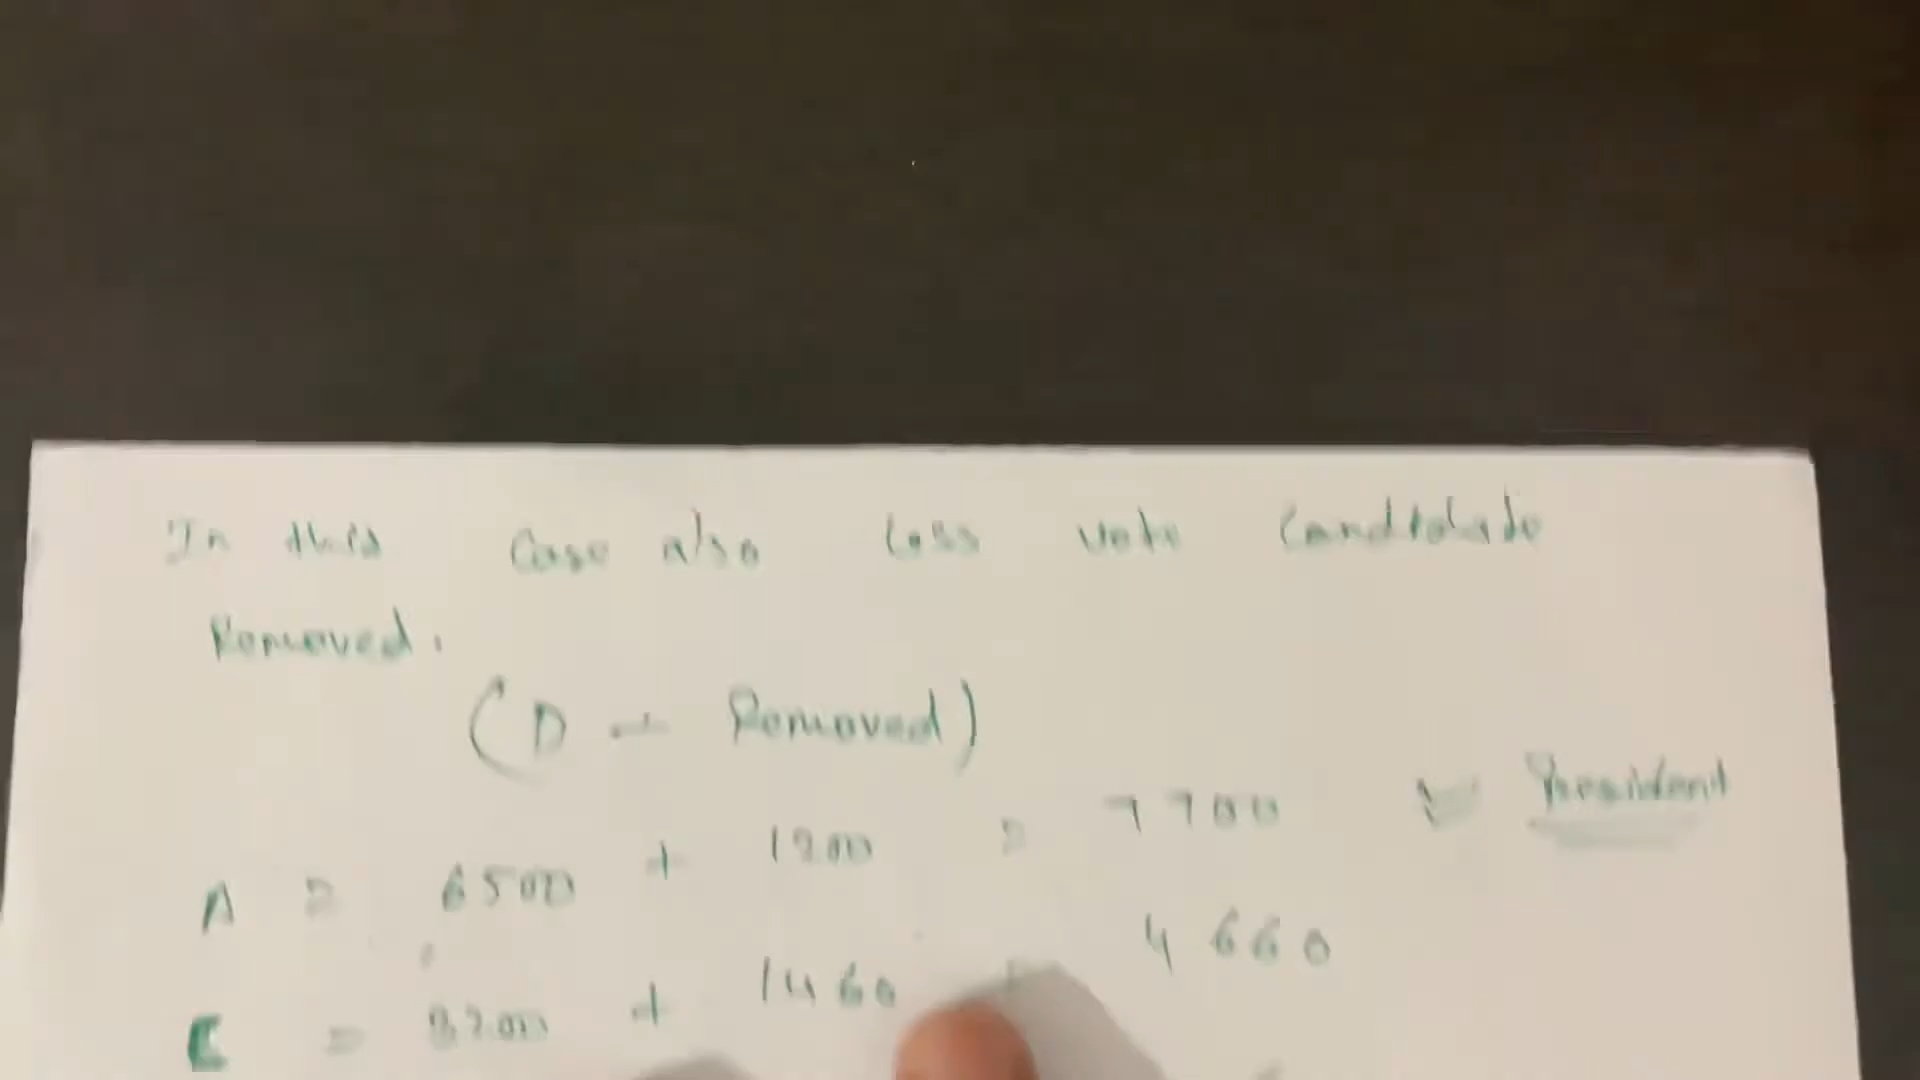 In this case also less vote candidate
Removed.
(D - Removed)
A = 6500 + 1200 = 7700 President
C = 3200 + 1460 = 4660